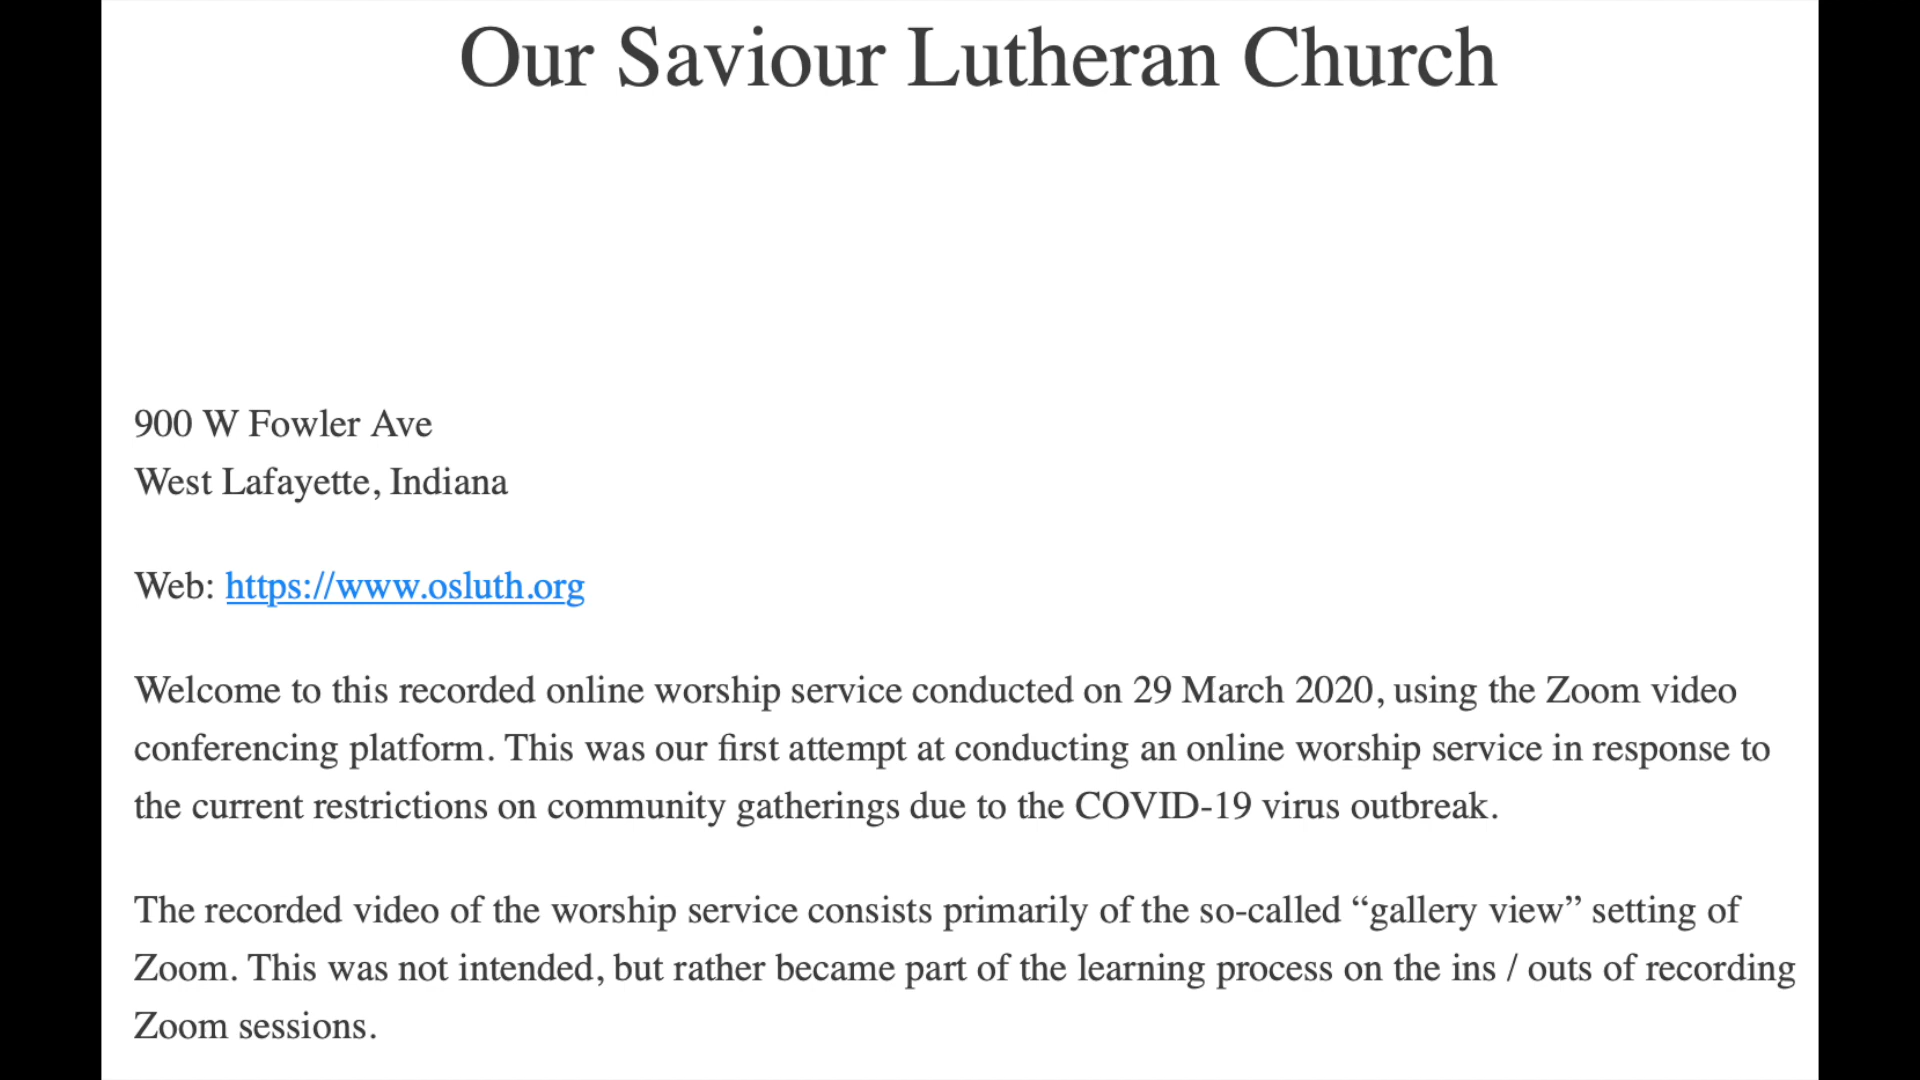 Our Saviour Lutheran Church
900 W Fowler Ave
West Lafayette, Indiana
Web: https://www.osluth.org
Welcome to this recorded online worship service conducted on 29 March 2020, using the Zoom video
conferencing platform. This was our first attempt at conducting an online worship service in response to
the current restrictions on community gatherings due to the COVID-19 virus outbreak.
The recorded video of the worship service consists primarily of the so-called “gallery view” setting of
Zoom. This was not intended, but rather became part of the learning process on the ins / outs of recording
Zoom sessions.